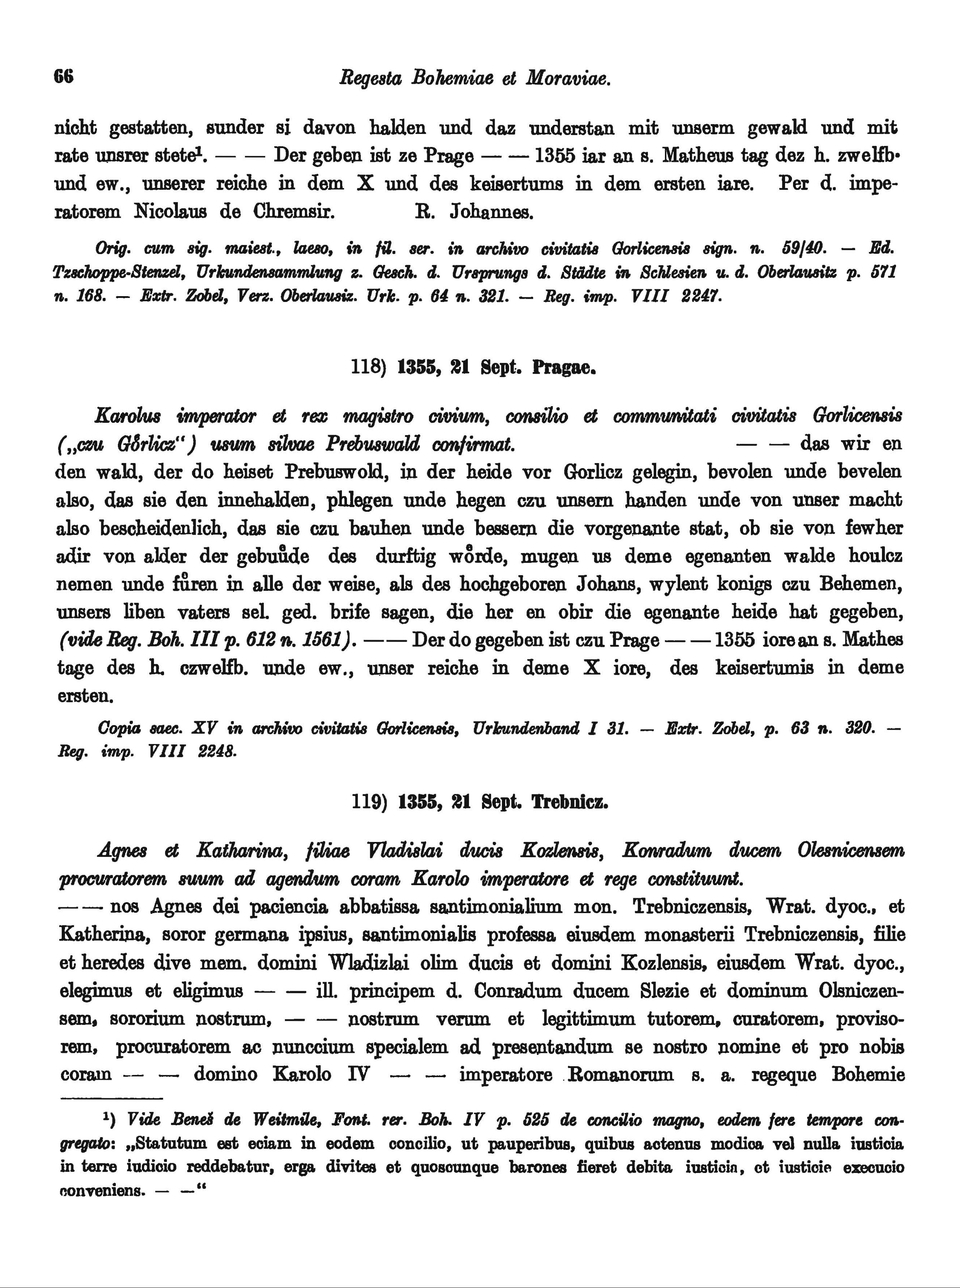 66 Regesta Bohemiae et Moraviae.
nicht gestatten, sunder si davon halden und daz understan mit unserm gewald und mit
rate unsrer stete¹. — — Der geben ist ze Prage — — 1355 iar an s. Matheus tag dez h. zwelfb·
und ew., unserer reiche in dem X und des keisertums in dem ersten iare. Per d. impe-
ratorem Nicolaus de Chremsir. R. Johannes.
Orig. cum sig. maiest., laeso, in fil. ser. in archivo civitatis Gorlicensis sign. n. 59/40. — Ed.
Tzschoppe-Stenzel, Urkundensammlung z. Gesch. d. Ursprungs d. Städte in Schlesien u. d. Oberlausitz p. 571
n. 168. — Extr. Zobel, Verz. Oberlausiz. Urk. p. 64 n. 321. — Reg. imp. VIII 2247.
118) 1355, 21 Sept. Pragae.
Karolus imperator et rex magistro civium, consilio et communitati civitatis Gorlicensis
(„czu Görlicz“) usum silvae Prebuswald confirmat. — — das wir en
den wald, der do heiset Prebuswold, in der heide vor Gorlicz gelegin, bevolen unde bevelen
also, das sie den innehalden, phlegen unde hegen czu unsern handen unde von unser macht
also bescheidenlich, das sie czu bauhen unde bessern die vorgenante stat, ob sie von fewher
adir von alder der gebuůde des durftig wo̊rde, mugen us deme egenanten walde houlcz
nemen unde fůren in alle der weise, als des hochgeboren Johans, wylent konigs czu Behemen,
unsers liben vaters sel. ged. brife sagen, die her en obir die egenante heide hat gegeben,
(vide Reg. Boh. III p. 612 n. 1561). — — Der do gegeben ist czu Prage — — 1355 iore an s. Mathes
tage des h. czwelfb. unde ew., unser reiche in deme X iore, des keisertumis in deme
ersten.
Copia saec. XV in archivo civitatis Gorlicensis, Urkundenband I 31. — Extr. Zobel, p. 63 n. 320. —
Reg. imp. VIII 2248.
119) 1355, 21 Sept. Trebnicz.
Agnes et Katharina, filiae Vladislai ducis Kozlensis, Konradum ducem Olesnicensem
procuratorem suum ad agendum coram Karolo imperatore et rege constituunt.
— — nos Agnes dei paciencia abbatissa santimonialium mon. Trebniczensis, Wrat. dyoc., et
Katherina, soror germana ipsius, santimonialis professa eiusdem monasterii Trebniczensis, filie
et heredes dive mem. domini Wladizlai olim ducis et domini Kozlensis, eiusdem Wrat. dyoc.,
elegimus et eligimus — — ill. principem d. Conradum ducem Slezie et dominum Olsniczen-
sem, sororium nostrum, — — nostrum verum et legittimum tutorem, curatorem, proviso-
rem, procuratorem ac nunccium specialem ad presentandum se nostro nomine et pro nobis
coram — — domino Karolo IV — — imperatore Romanorum s. a. regeque Bohemie
¹) Vide Beneš de Weitmile, Font. rer. Boh. IV p. 525 de concilio magno, eodem fere tempore con-
gregato: „Statutum est eciam in eodem concilio, ut pauperibus, quibus actenus modica vel nulla iusticia
in terre iudicio reddebatur, erga divites et quoscunque barones fieret debita iusticia, et iusticie execucio
conveniens. — —“